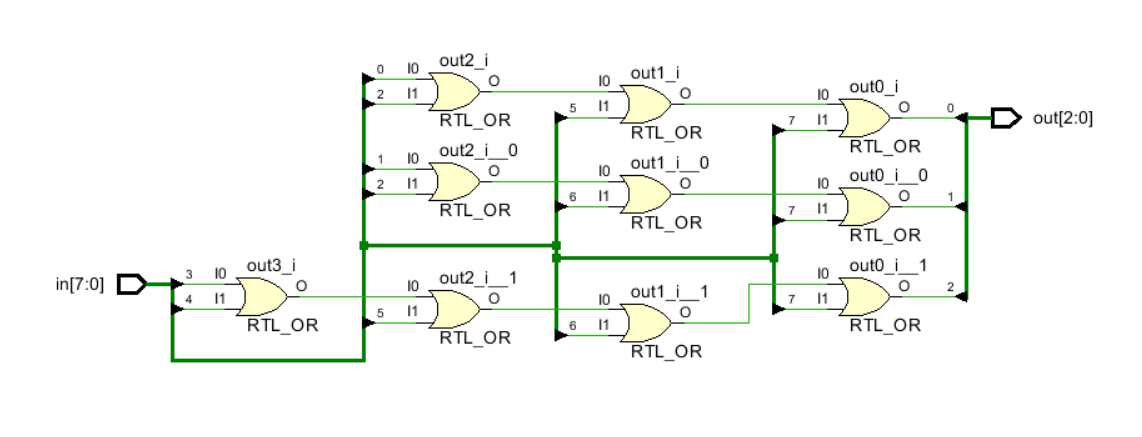 out2_i
0 I0 O
2 I1
RTL_OR
out1_i
I0 O
5 I1
RTL_OR
out0_i
I0 O 0
7 I1
RTL_OR
out[2:0]
out2_i__0
1 I0 O
2 I1
RTL_OR
out1_i__0
I0 O
6 I1
RTL_OR
out0_i__0
I0 O 1
7 I1
RTL_OR
in[7:0]
out3_i
3 I0 O
4 I1
RTL_OR
out2_i__1
I0 O
5 I1
RTL_OR
out1_i__1
I0 O
6 I1
RTL_OR
out0_i__1
I0 O 2
7 I1
RTL_OR